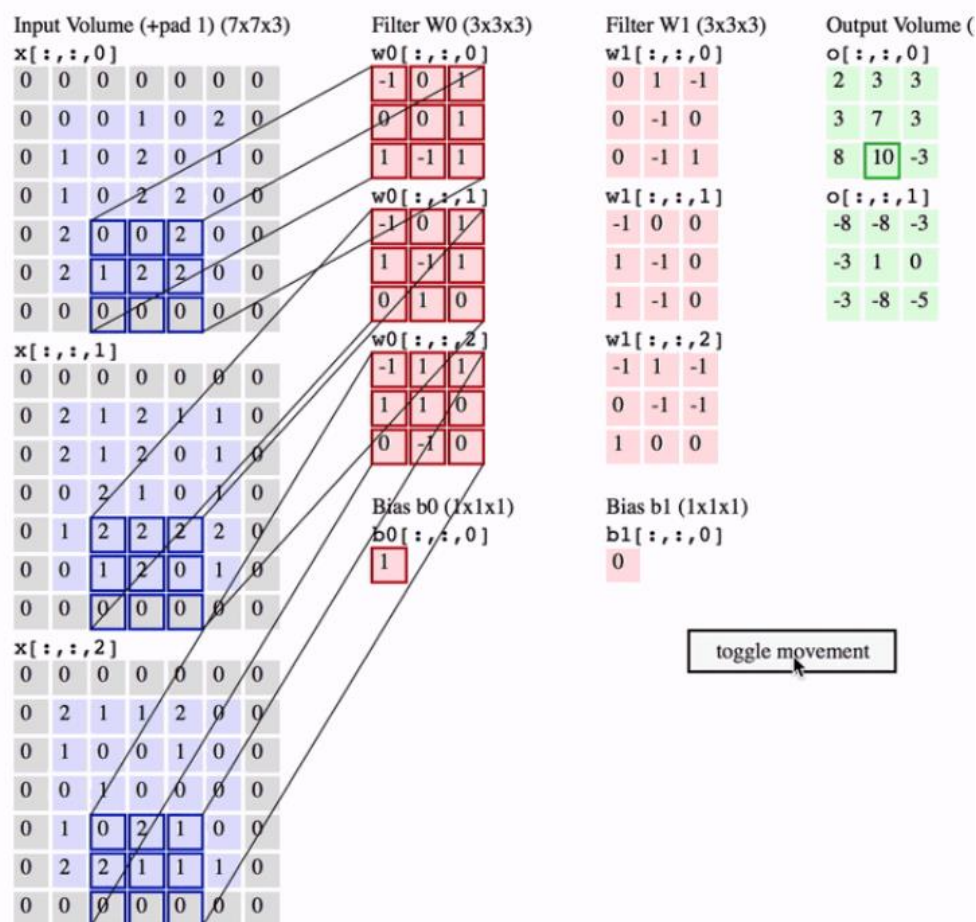 Input Volume (+pad 1) (7x7x3)
x[:,:,0]
0 0 0 0 0 0 0
0 0 0 1 0 2 0
0 1 0 2 0 1 0
0 1 0 2 2 0 0
0 2 0 0 2 0 0
0 2 1 2 2 0 0
0 0 0 0 0 0 0
x[:,:,1]
0 0 0 0 0 0 0
0 2 1 2 1 1 0
0 2 1 2 0 1 0
0 0 2 1 0 1 0
0 1 2 2 2 2 0
0 0 1 2 0 1 0
0 0 0 0 0 0 0
x[:,:,2]
0 0 0 0 0 0 0
0 2 1 1 2 0 0
0 1 0 0 1 0 0
0 0 1 0 0 0 0
0 1 0 2 1 0 0
0 2 2 1 1 1 0
0 0 0 0 0 0 0
Filter W0 (3x3x3)
w0[:,:,0]
-1 0 1
0 0 1
1 -1 1
w0[:,:,1]
-1 0 1
1 -1 1
0 1 0
w0[:,:,2]
-1 1 1
1 1 0
0 -1 0
Bias b0 (1x1x1)
b0[:,:,0]
1
Filter W1 (3x3x3)
w1[:,:,0]
0 1 -1
0 -1 0
0 -1 1
w1[:,:,1]
-1 0 0
1 -1 0
1 -1 0
w1[:,:,2]
-1 1 -1
0 -1 -1
1 0 0
Bias b1 (1x1x1)
b1[:,:,0]
0
Output Volume (
o[:,:,0]
2 3 3
3 7 3
8 10 -3
o[:,:,1]
-8 -8 -3
-3 1 0
-3 -8 -5
toggle movement